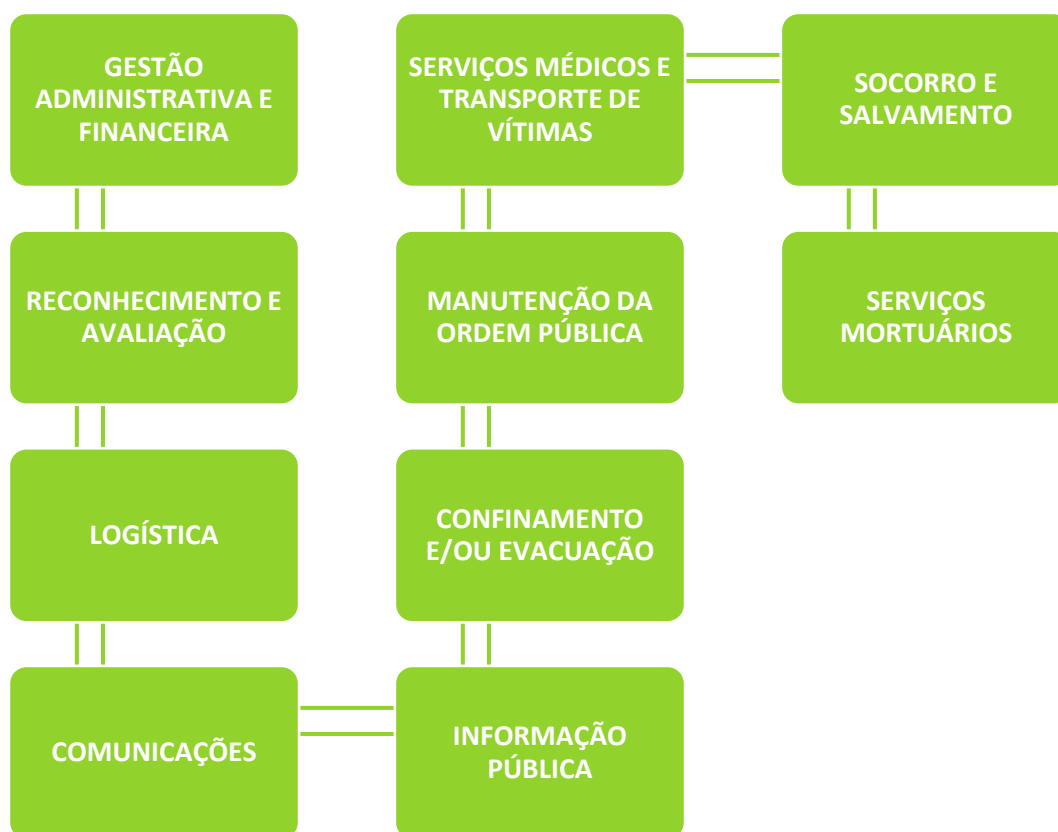 GESTÃO
ADMINISTRATIVA E
FINANCEIRA
RECONHECIMENTO E
AVALIAÇÃO
LOGÍSTICA
COMUNICAÇÕES
INFORMAÇÃO
PÚBLICA
CONFINAMENTO
E/OU EVACUAÇÃO
MANUTENÇÃO DA
ORDEM PÚBLICA
SERVIÇOS MÉDICOS E
TRANSPORTE DE
VÍTIMAS
SOCORRO E
SALVAMENTO
SERVIÇOS
MORTUÁRIOS